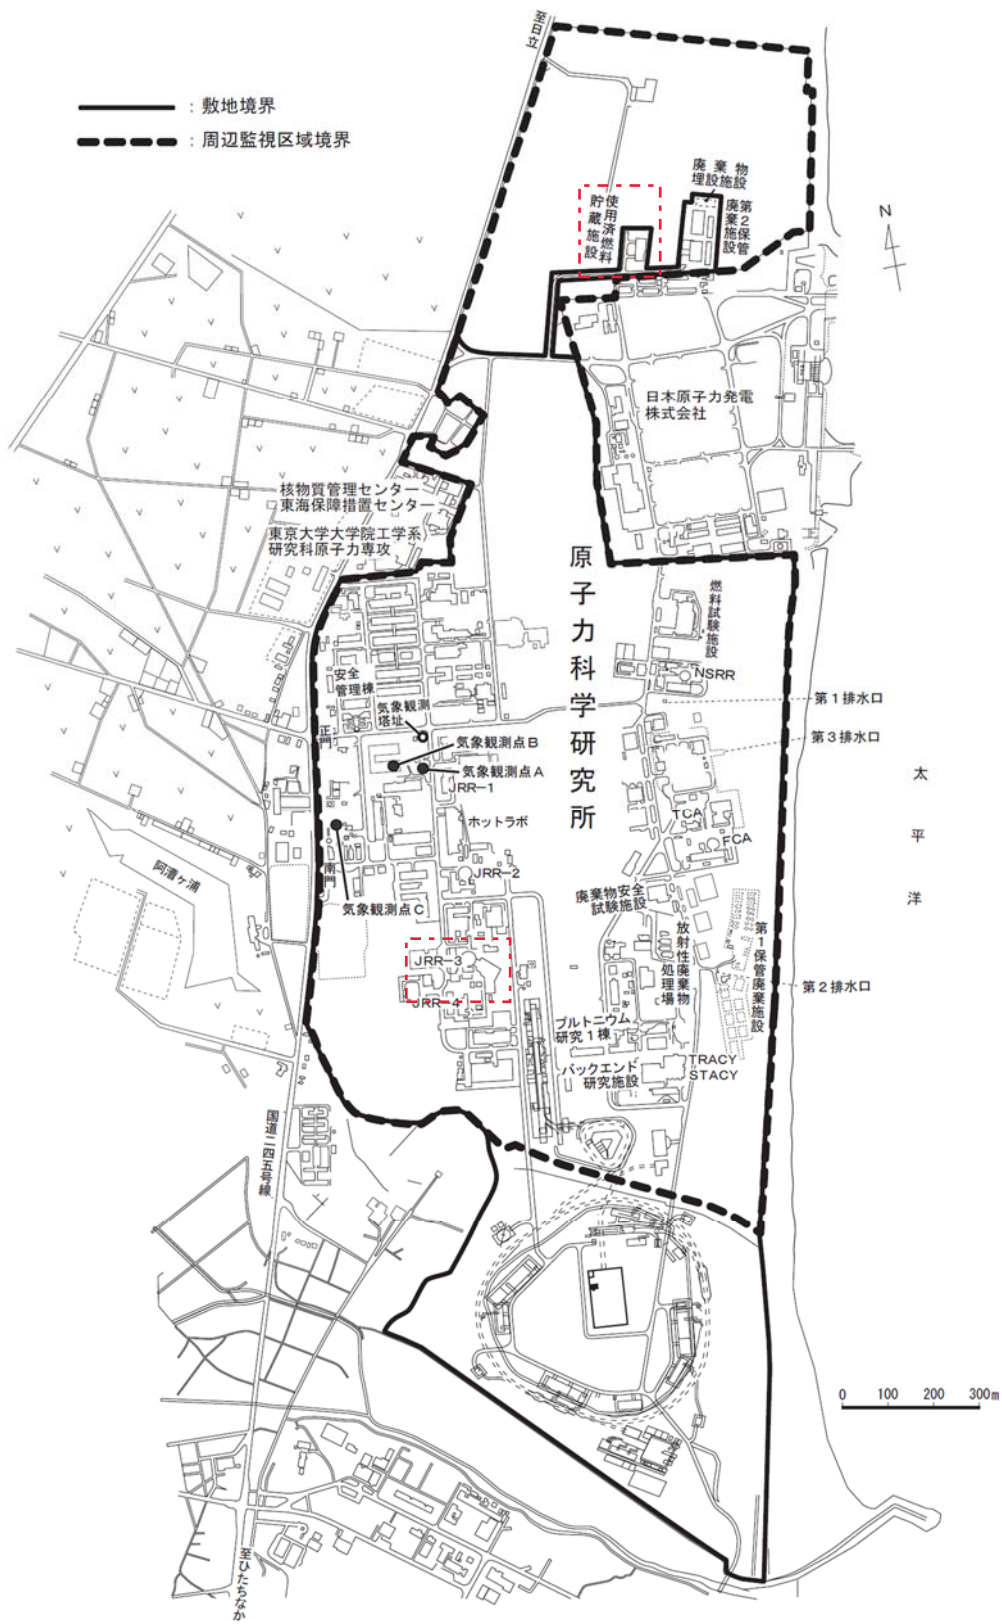 至日立
：敷地境界
：周辺監視区域境界
廃棄物
埋設施設
第2保管
廃棄施設
使用済燃料
貯蔵施設
N
日本原子力発電
株式会社
核物質管理センター
東海保障措置センター
東京大学大学院工学系
研究科原子力専攻
原子力科学研究所
燃料試験施設
NSRR
安全
管理棟
第1排水口
気象観測
塔址
正門
第3排水口
気象観測点B
気象観測点A
JRR-1
太平洋
TCA
ホットラボ
FCA
阿漕ヶ浦
南門
JRR-2
廃棄物安全
試験施設
気象観測点C
放射性廃棄物
処理場
第1保管廃棄施設
JRR-3
第2排水口
JRR-4
プルトニウム
研究1棟
TRACY
STACY
バックエンド
研究施設
国道二四五号線
0 100 200 300m
至ひたちなか